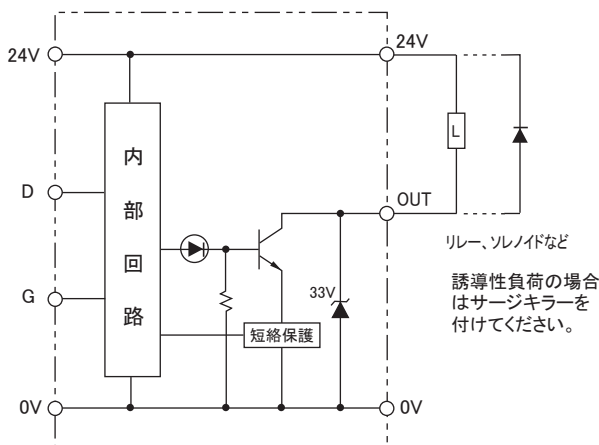 24V
24V
L
内部回路
D
OUT
リレー、ソレノイドなど
G
33V
誘導性負荷の場合
はサージキラーを
付けてください。
短絡保護
0V
0V